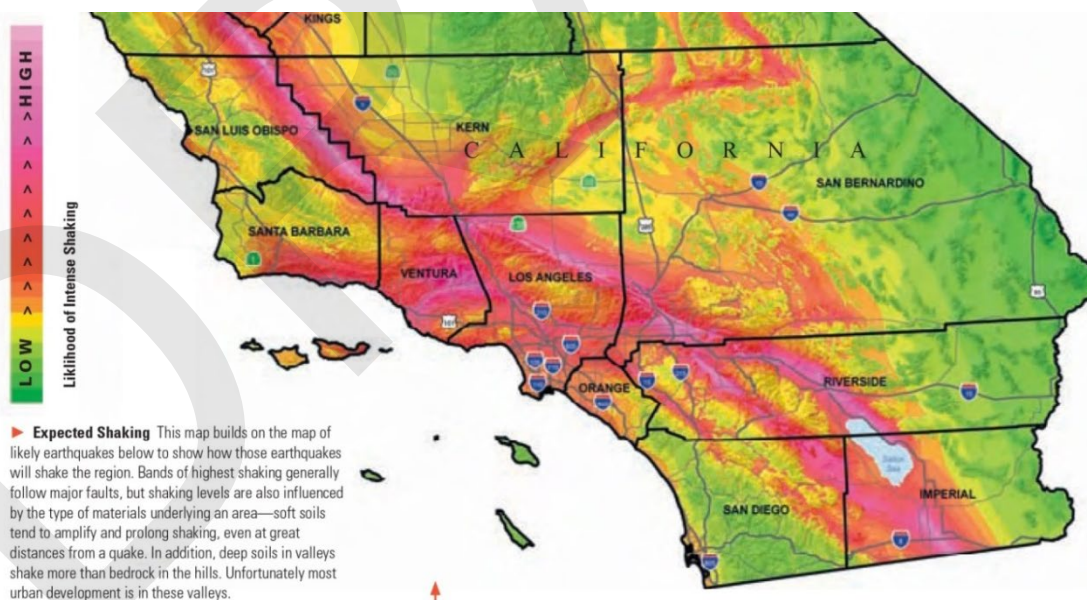 KINGS
HIGH
LOW
Liklihood of Intense Shaking
SAN LUIS OBISPO
KERN
CALIFORNIA
SAN BERNARDINO
SANTA BARBARA
VENTURA
LOS ANGELES
ORANGE
RIVERSIDE
Salton
Sea
IMPERIAL
SAN DIEGO
► Expected Shaking This map builds on the map of
likely earthquakes below to show how those earthquakes
will shake the region. Bands of highest shaking generally
follow major faults, but shaking levels are also influenced
by the type of materials underlying an area—soft soils
tend to amplify and prolong shaking, even at great
distances from a quake. In addition, deep soils in valleys
shake more than bedrock in the hills. Unfortunately most
urban development is in these valleys.